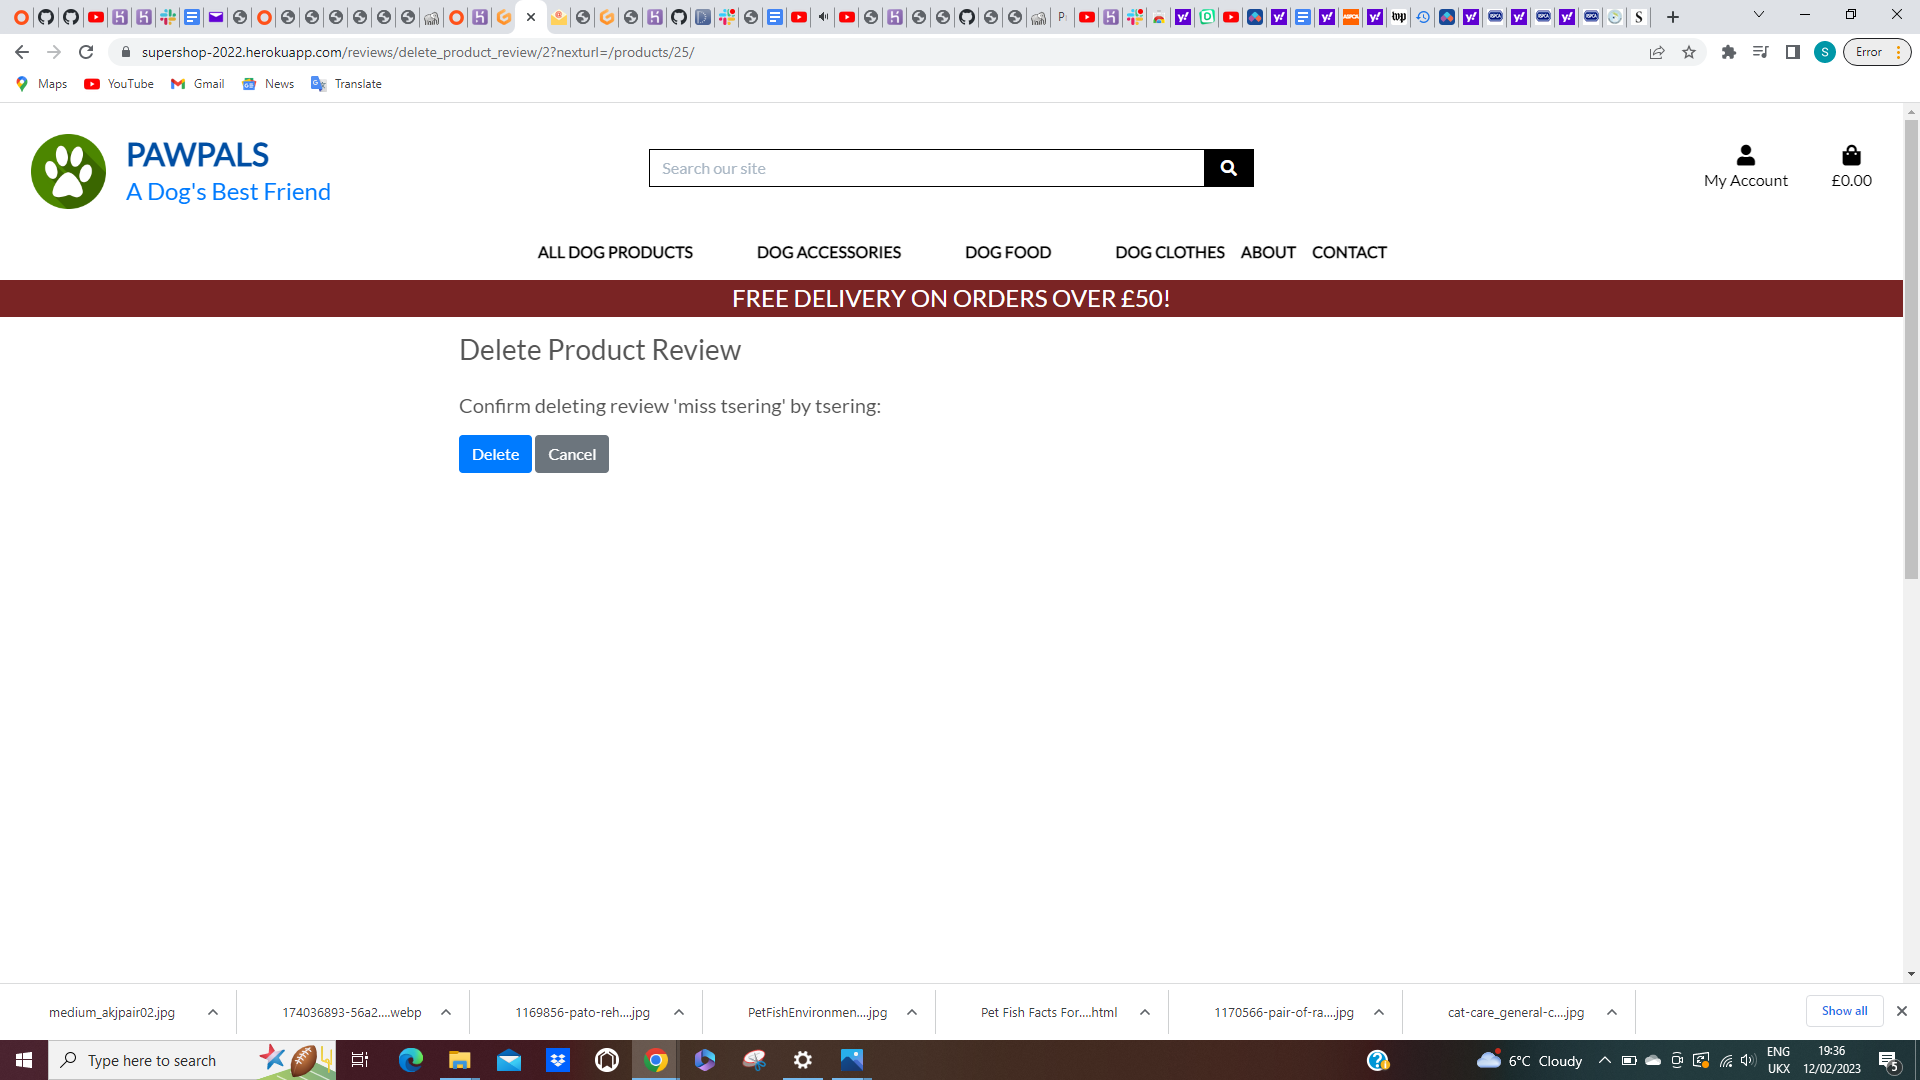 supershop-2022.herokuapp.com/reviews/delete_product_review/2?nexturl=/products/25/
S
Error
Maps
YouTube
Gmail
News
Translate
PAWPALS
A Dog's Best Friend
Search our site
My Account
£0.00
ALL DOG PRODUCTS
DOG ACCESSORIES
DOG FOOD
DOG CLOTHES
ABOUT
CONTACT
FREE DELIVERY ON ORDERS OVER £50!
Delete Product Review
Confirm deleting review 'miss tsering' by tsering:
Delete
Cancel
medium_akjpair02.jpg
174036893-56a2....webp
1169856-pato-reh....jpg
PetFishEnvironmen....jpg
Pet Fish Facts For....html
1170566-pair-of-ra....jpg
cat-care_general-c....jpg
Show all
Type here to search
6°C Cloudy
ENG
UKX
19:36
12/02/2023
5